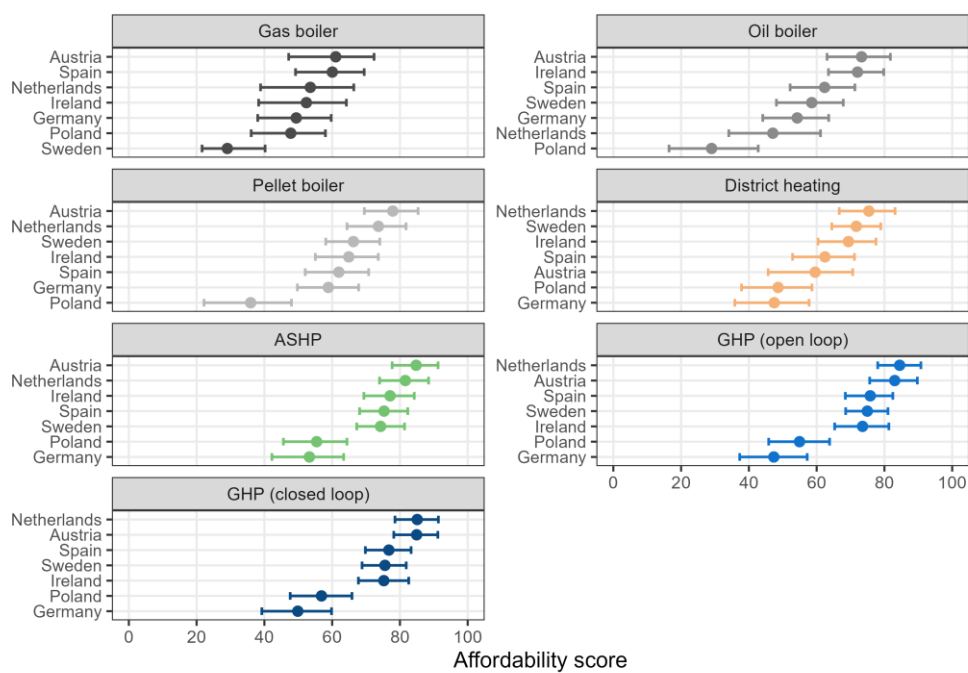 Gas boiler
Austria
Spain
Netherlands
Ireland
Germany
Poland
Sweden
Oil boiler
Austria
Ireland
Spain
Sweden
Germany
Netherlands
Poland
Pellet boiler
Austria
Netherlands
Sweden
Ireland
Spain
Germany
Poland
District heating
Netherlands
Sweden
Ireland
Spain
Austria
Poland
Germany
ASHP
Austria
Netherlands
Ireland
Spain
Sweden
Poland
Germany
GHP (open loop)
Netherlands
Austria
Spain
Sweden
Ireland
Poland
Germany
0 20 40 60 80 100
GHP (closed loop)
Netherlands
Austria
Spain
Sweden
Ireland
Poland
Germany
0 20 40 60 80 100
Affordability score